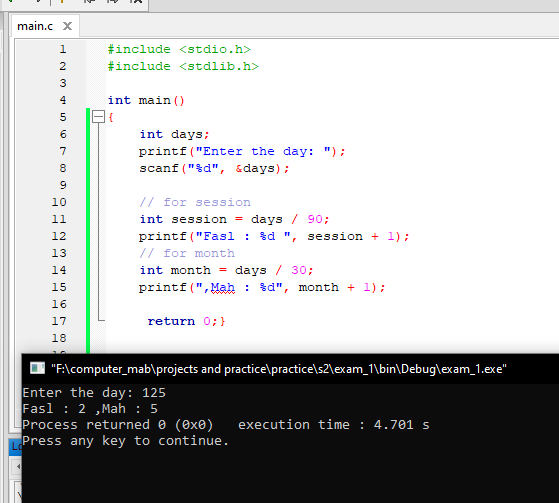 main.c X
1 #include <stdio.h>
2 #include <stdlib.h>
3
4 int main()
5 {
6 int days;
7 printf("Enter the day: ");
8 scanf("%d", &days);
9
10 // for session
11 int session = days / 90;
12 printf("Fasl : %d ", session + 1);
13 // for month
14 int month = days / 30;
15 printf(",Mah : %d", month + 1);
16
17 return 0;}
18
"F:\computer_mab\projects and practice\practice\s2\exam_1\bin\Debug\exam_1.exe"
Enter the day: 125
Fasl : 2 ,Mah : 5
Process returned 0 (0x0)   execution time : 4.701 s
Press any key to continue.